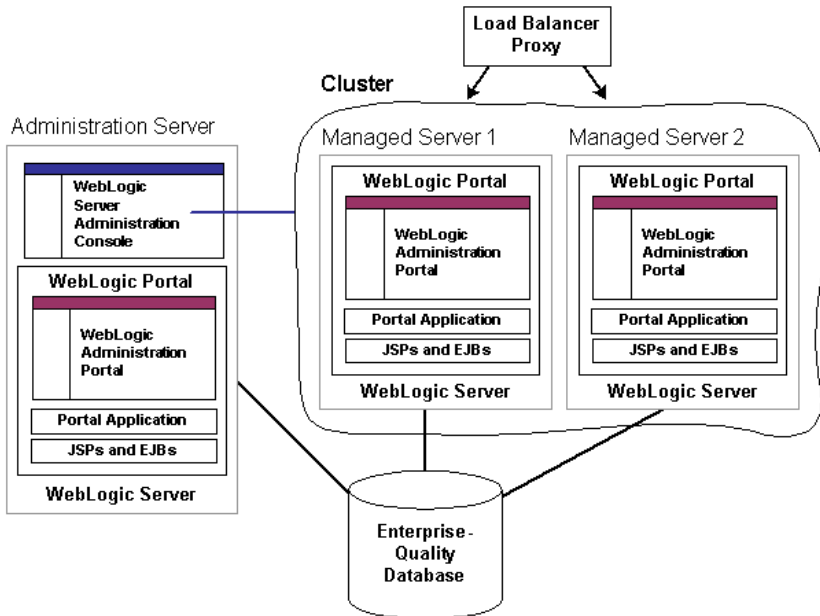 Load Balancer
Proxy
Cluster
Administration Server
WebLogic
Server
Administration
Console
WebLogic Portal
WebLogic
Administration
Portal
Portal Application
JSPs and EJBs
WebLogic Server
Managed Server 1
WebLogic Portal
WebLogic
Administration
Portal
Portal Application
JSPs and EJBs
WebLogic Server
Managed Server 2
WebLogic Portal
WebLogic
Administration
Portal
Portal Application
JSPs and EJBs
WebLogic Server
Enterprise-
Quality
Database